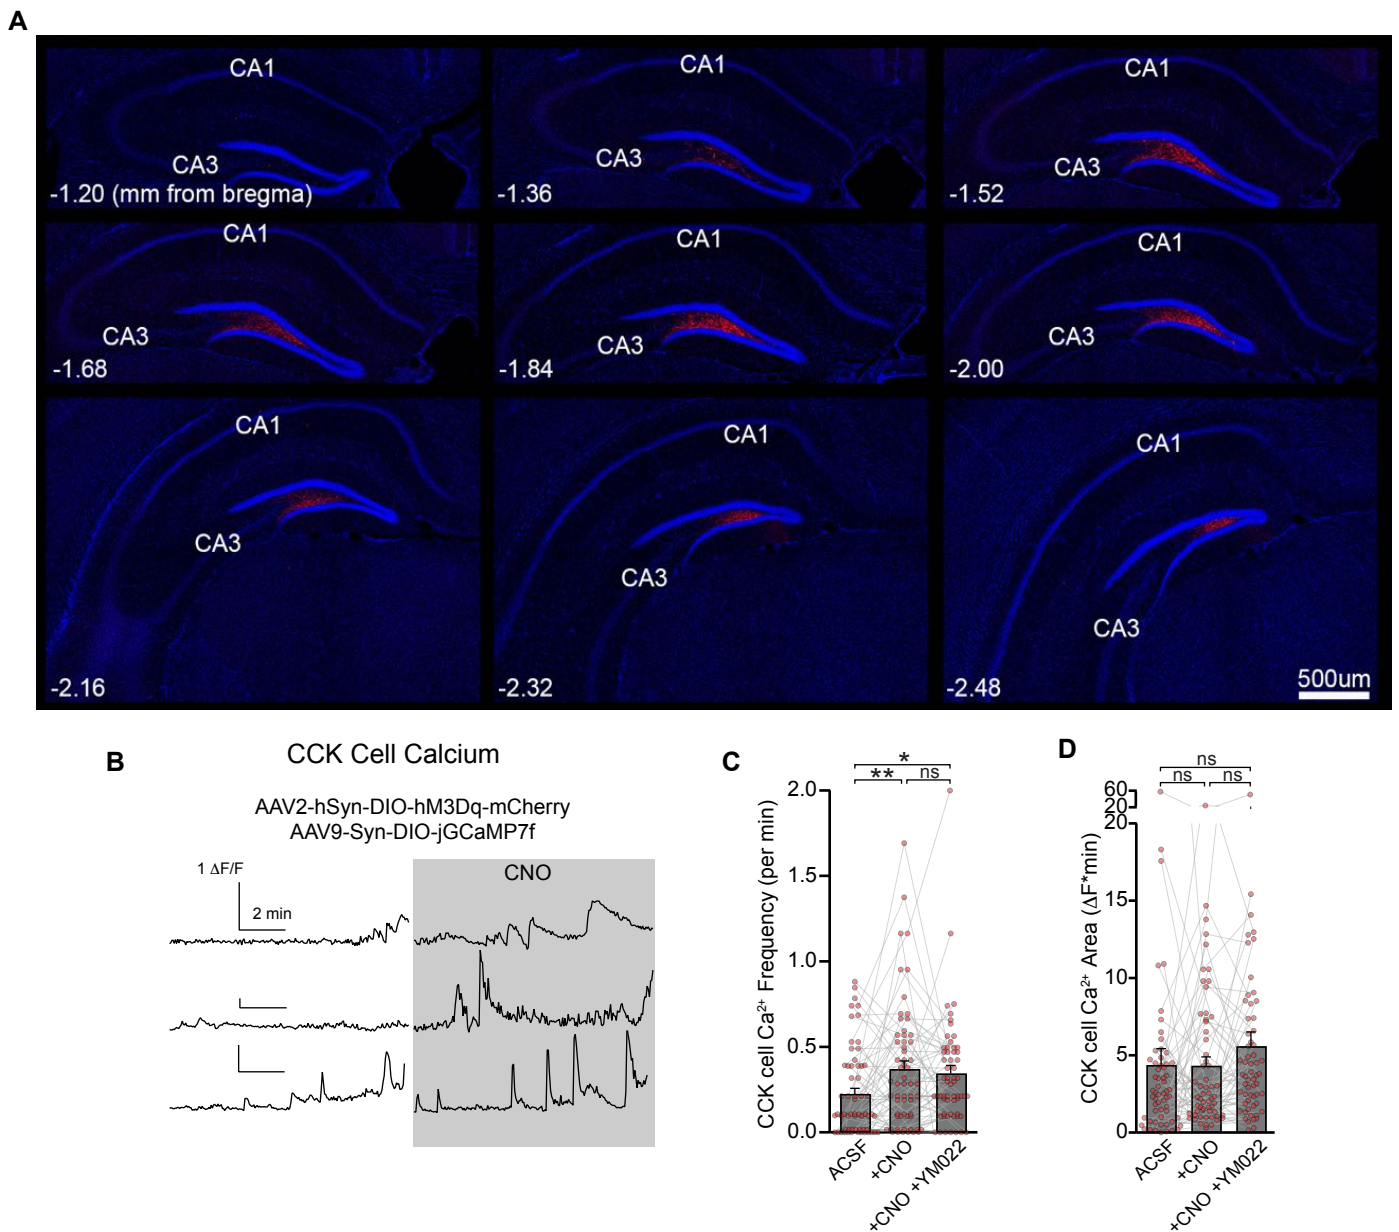 A
CA1
CA3
-1.20 (mm from bregma)
CA1
CA3
-1.36
CA1
CA3
-1.52
CA1
CA3
-1.68
CA1
CA3
-1.84
CA1
CA3
-2.00
CA1
CA3
-2.16
CA1
CA3
-2.32
CA1
CA3
-2.48
500um
B
CCK Cell Calcium
AAV2-hSyn-DIO-hM3Dq-mCherry
AAV9-Syn-DIO-jGCaMP7f
1 ΔF/F
2 min
CNO
C
*
** ns
CCK cell Ca²⁺ Frequency (per min)
2.0
1.5
1.0
0.5
0.0
ACSF
+CNO
+CNO +YM022
D
ns
ns ns
CCK cell Ca²⁺ Area (ΔF*min)
60
20
20
15
10
5
0
ACSF
+CNO
+CNO +YM022